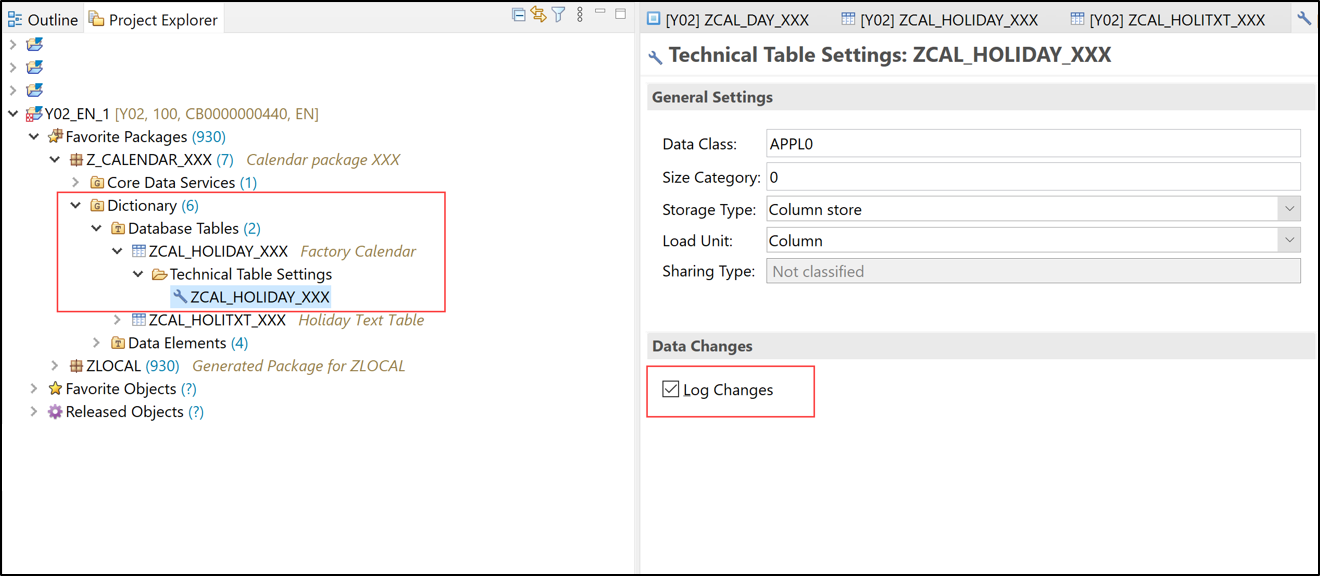 Outline
Project Explorer
Y02_EN_1 [Y02, 100, CB0000000440, EN]
Favorite Packages (930)
Z_CALENDAR_XXX (7) Calendar package XXX
Core Data Services (1)
Dictionary (6)
Database Tables (2)
ZCAL_HOLIDAY_XXX Factory Calendar
Technical Table Settings
ZCAL_HOLIDAY_XXX
ZCAL_HOLITXT_XXX Holiday Text Table
Data Elements (4)
ZLOCAL (930) Generated Package for ZLOCAL
Favorite Objects (?)
Released Objects (?)
[Y02] ZCAL_DAY_XXX
[Y02] ZCAL_HOLIDAY_XXX
[Y02] ZCAL_HOLITXT_XXX
Technical Table Settings: ZCAL_HOLIDAY_XXX
General Settings
Data Class: APPL0
Size Category: 0
Storage Type: Column store
Load Unit: Column
Sharing Type: Not classified
Data Changes
Log Changes